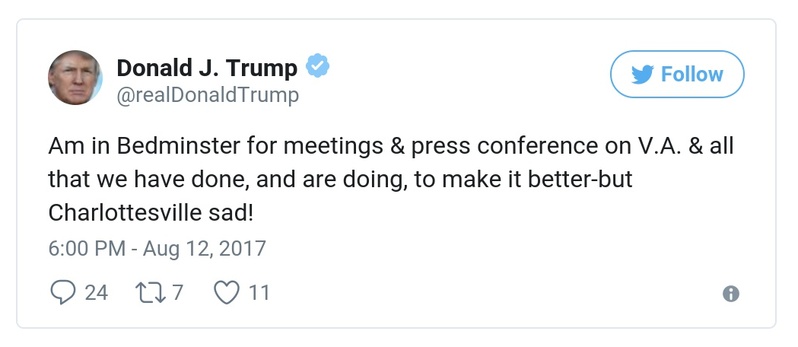 Donald J. Trump
@realDonaldTrump
Follow
Am in Bedminster for meetings & press conference on V.A. & all
that we have done, and are doing, to make it better-but
Charlottesville sad!
6:00 PM - Aug 12, 2017
24 7 11